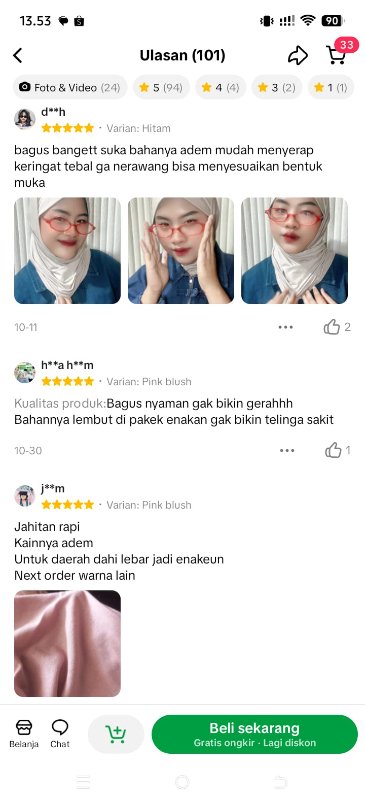 13.53
90
Ulasan (101)
33
Foto & Video (24)
5 (94)
4 (4)
3 (2)
1 (1)
d**h
Varian: Hitam
bagus bangett suka bahanya adem mudah menyerap
keringat tebal ga nerawang bisa menyesuaikan bentuk
muka
10-11
2
h**a h**m
Varian: Pink blush
Kualitas produk:Bagus nyaman gak bikin gerahhh
Bahannya lembut di pakek enakan gak bikin telinga sakit
10-30
1
j**m
Varian: Pink blush
Jahitan rapi
Kainnya adem
Untuk daerah dahi lebar jadi enakeun
Next order warna lain
Belanja
Chat
Beli sekarang
Gratis ongkir · Lagi diskon